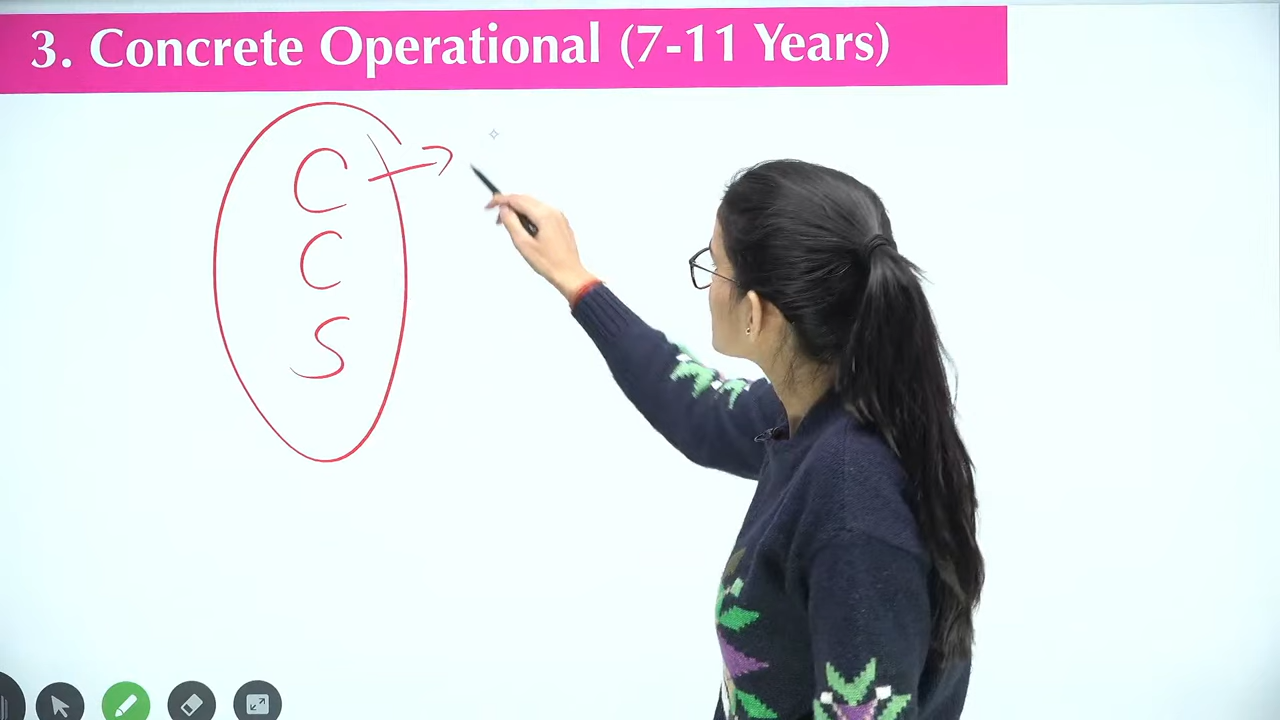 3. Concrete Operational (7-11 Years)
C →
C
S